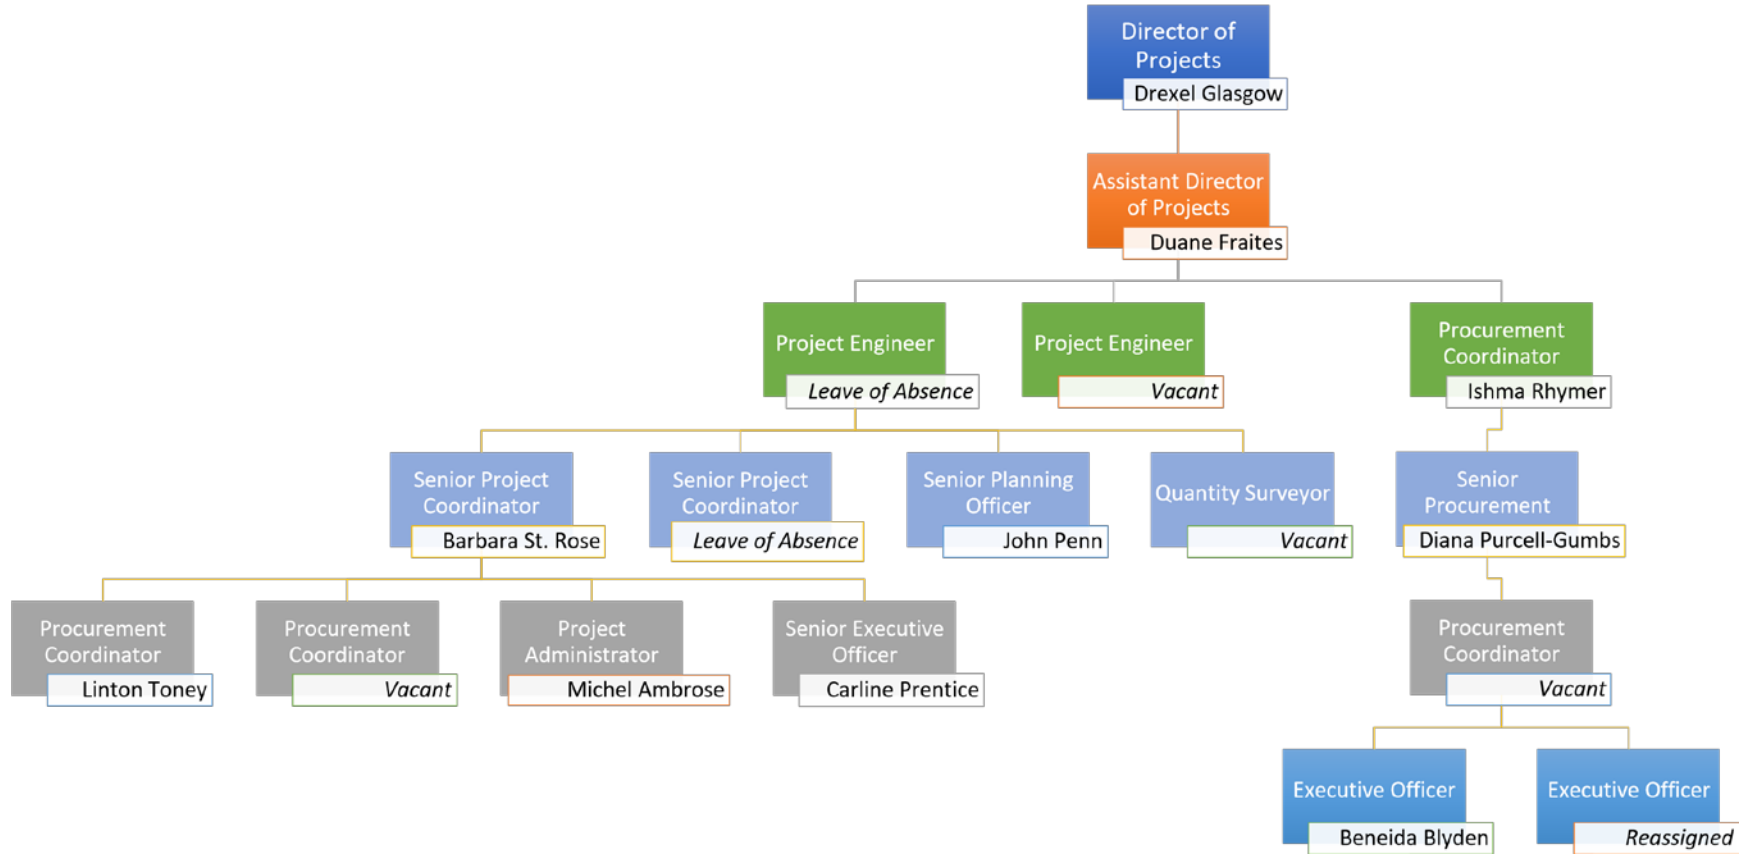 Director of
Projects
Drexel Glasgow
Assistant Director
of Projects
Duane Fraites
Project Engineer
Leave of Absence
Project Engineer
Vacant
Procurement
Coordinator
Ishma Rhymer
Senior Project
Coordinator
Barbara St. Rose
Senior Project
Coordinator
Leave of Absence
Senior Planning
Officer
John Penn
Quantity Surveyor
Vacant
Senior
Procurement
Diana Purcell-Gumbs
Procurement
Coordinator
Linton Toney
Procurement
Coordinator
Vacant
Project
Administrator
Michel Ambrose
Senior Executive
Officer
Carline Prentice
Procurement
Coordinator
Vacant
Executive Officer
Beneida Blyden
Executive Officer
Reassigned